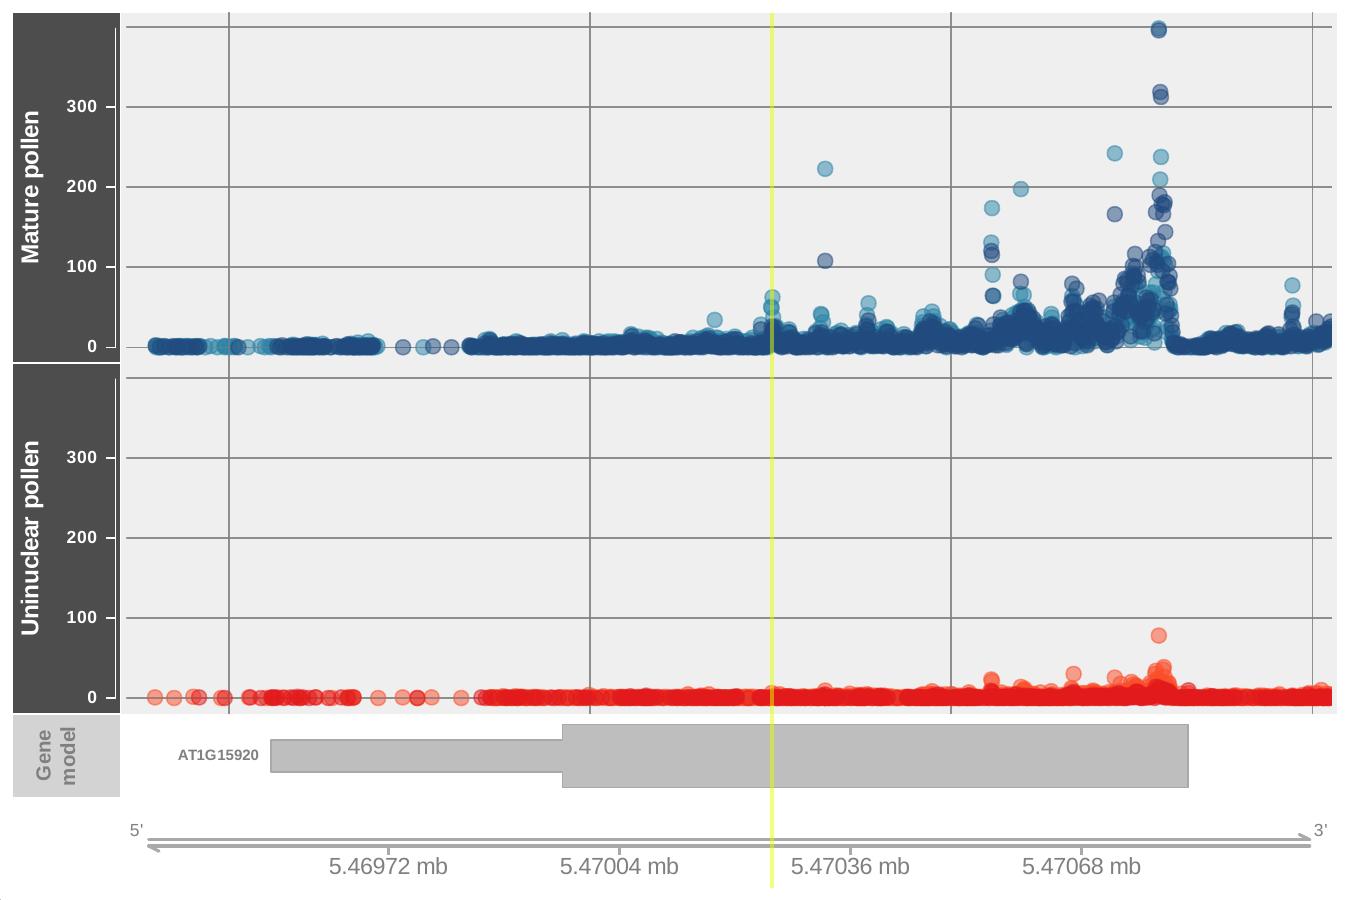 Mature pollen
300
200
100
0
Uninuclear pollen
300
200
100
0
Gene
model
AT1G15920
5'
3'
5.46972 mb
5.47004 mb
5.47036 mb
5.47068 mb